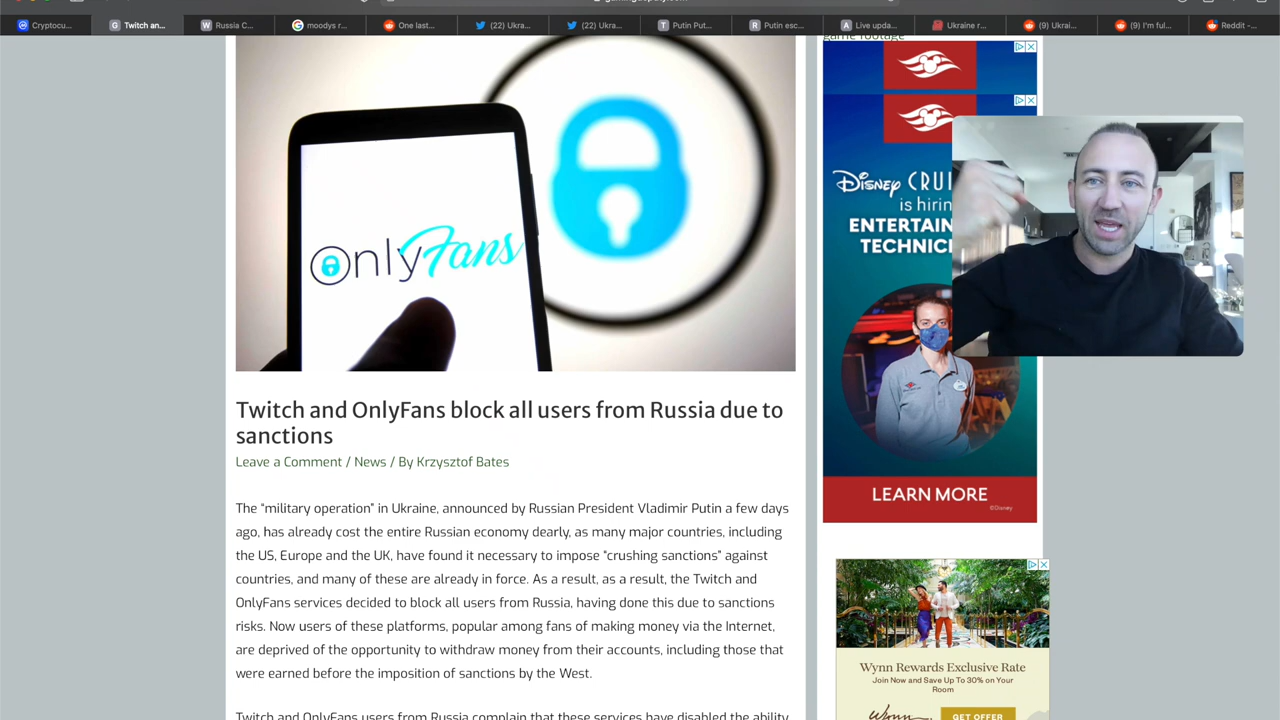 Cryptocu...
Twitch an...
Russia C...
moodys r...
One last...
(22) Ukra...
(22) Ukra...
Putin Put...
Putin esc...
Live upda...
Ukraine r...
(9) Ukrai...
(9) I'm ful...
Reddit -...
game footage
OnlyFans
Twitch and OnlyFans block all users from Russia due to
sanctions
Leave a Comment / News / By Krzysztof Bates
The “military operation” in Ukraine, announced by Russian President Vladimir Putin a few days
ago, has already cost the entire Russian economy dearly, as many major countries, including
the US, Europe and the UK, have found it necessary to impose “crushing sanctions” against
countries, and many of these are already in force. As a result, as a result, the Twitch and
OnlyFans services decided to block all users from Russia, having done this due to sanctions
risks. Now users of these platforms, popular among fans of making money via the Internet,
are deprived of the opportunity to withdraw money from their accounts, including those that
were earned before the imposition of sanctions by the West.
Twitch and OnlyFans users from Russia complain that these services have disabled the ability
Disney CRUI
is hirin
ENTERTAIN
TECHNICI
LEARN MORE
©Disney
Wynn Rewards Exclusive Rate
Join Now and Save Up To 30% on Your
Room
Wynn
GET OFFER